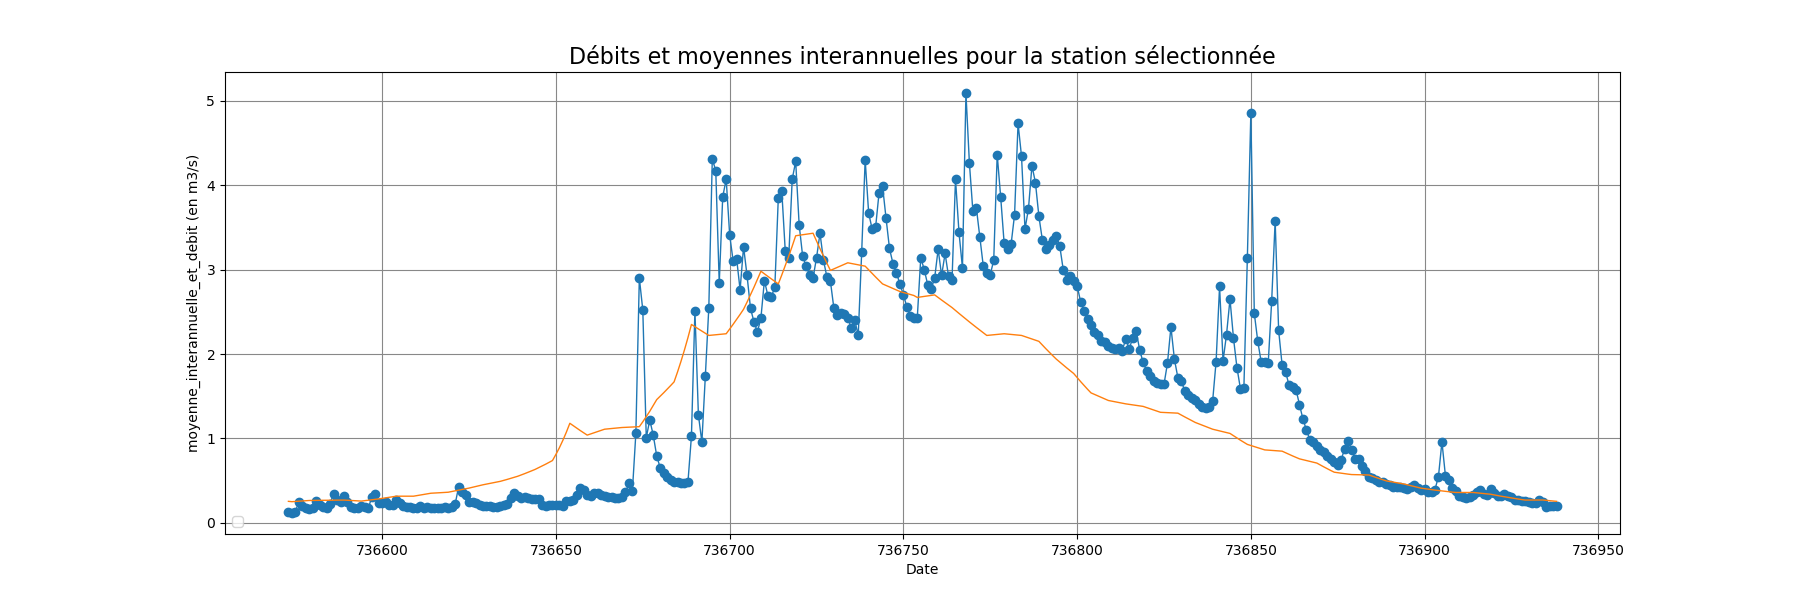 Débits et moyennes interannuelles pour la station sélectionnée
moyenne_interannuelle_et_debit (en m3/s)
5
4
3
2
1
0
736600 736650 736700 736750 736800 736850 736900 736950
Date